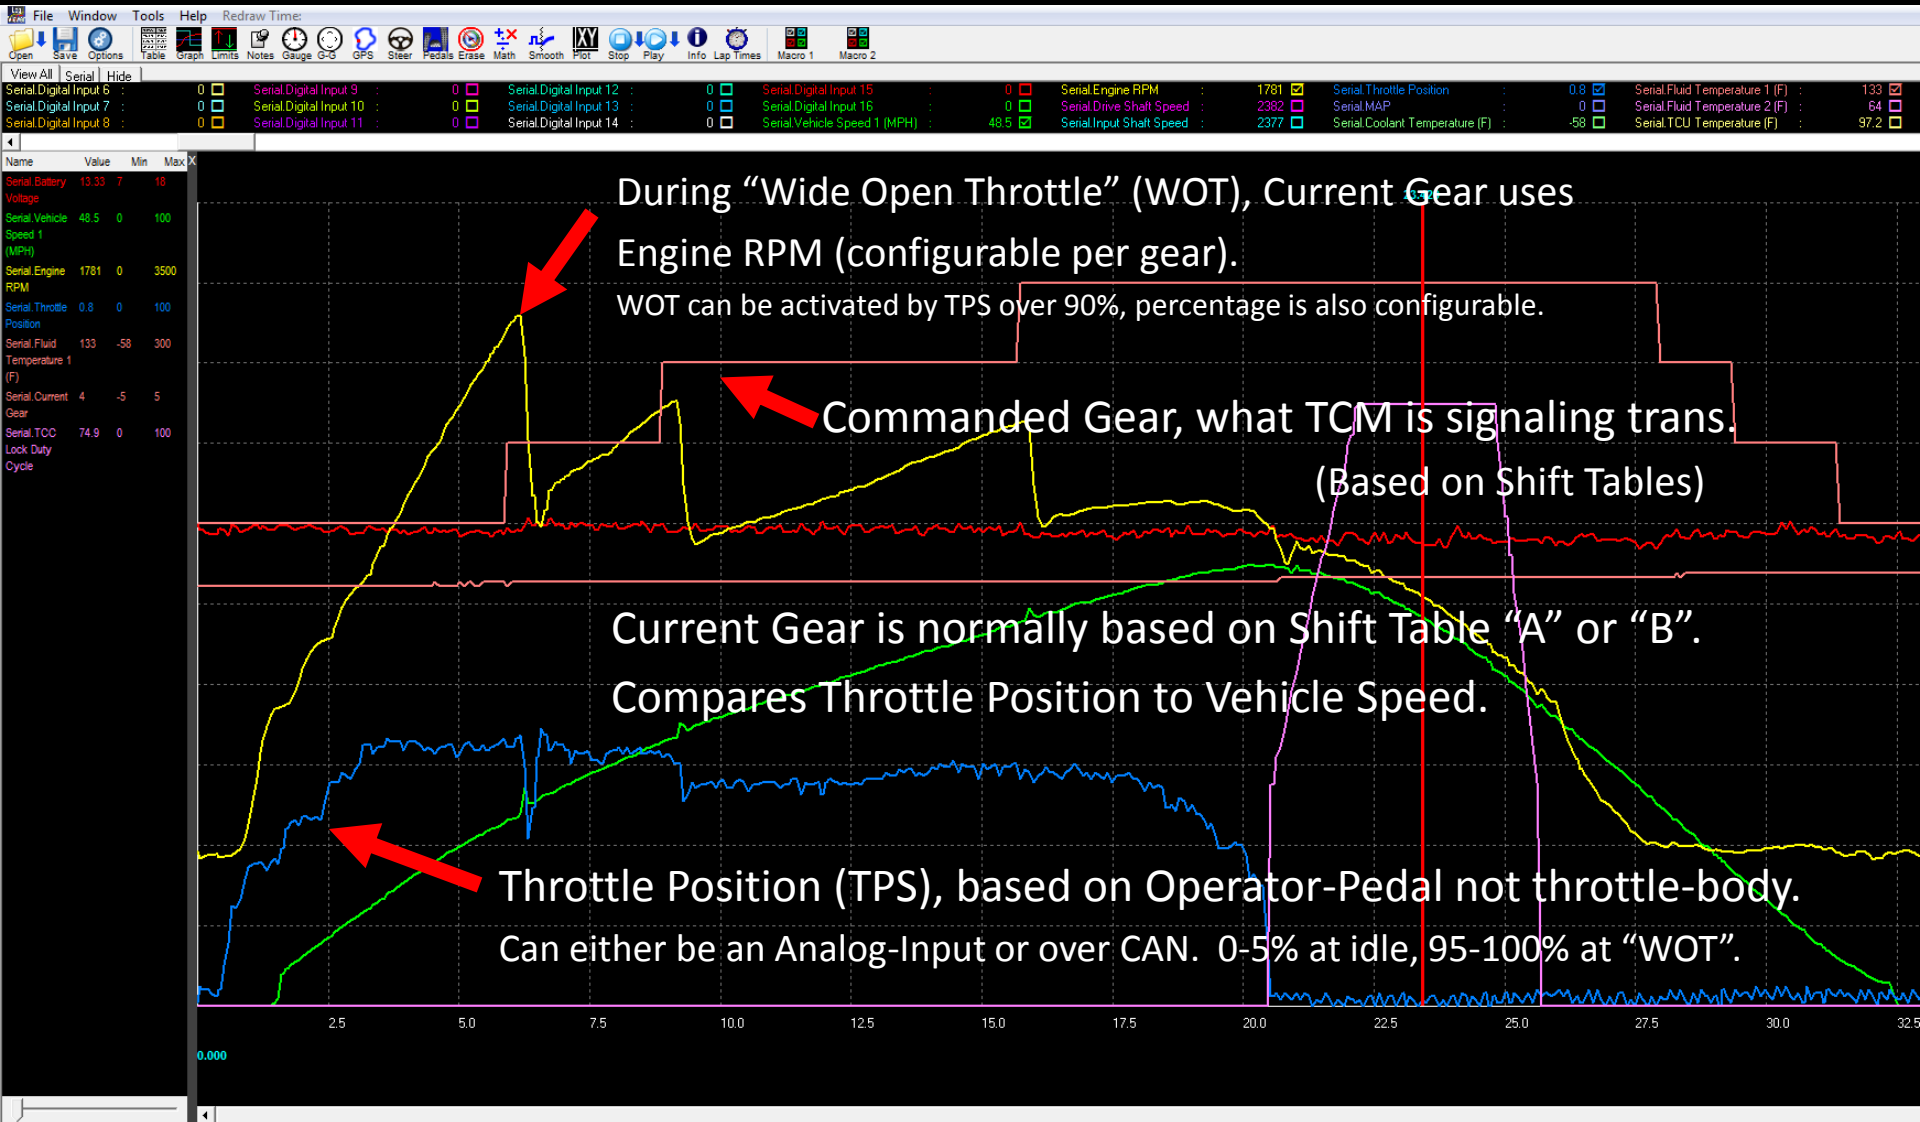 File Window Tools Help Redraw Time:
Open Save Options Table Graph Limits Notes Gauge G-G GPS Steer Pedals Erase Math Smooth Plot Stop Play Info Lap Times Macro 1 Macro 2
View All Serial Hide
Serial.Digital Input 6 : 0 Serial.Digital Input 9 : 0 Serial.Digital Input 12 : 0 Serial.Digital Input 15 : 0 Serial.Engine RPM : 1781 Serial.Throttle Position : 0.8 Serial.Fluid Temperature 1 (F) : 133
Serial.Digital Input 7 : 0 Serial.Digital Input 10 : 0 Serial.Digital Input 13 : 0 Serial.Digital Input 16 : 0 Serial.Drive Shaft Speed : 2382 Serial.MAP : 0 Serial.Fluid Temperature 2 (F) : 64
Serial.Digital Input 8 : 0 Serial.Digital Input 11 : 0 Serial.Digital Input 14 : 0 Serial.Vehicle Speed 1 (MPH) : 48.5 Serial.Input Shaft Speed : 2377 Serial.Coolant Temperature (F) : -58 Serial.TCU Temperature (F) : 97.2
Name Value Min Max X
Serial.Battery 13.33 7 18
Voltage
Serial.Vehicle 48.5 0 100
Speed 1
(MPH)
Serial.Engine 1781 0 3500
RPM
Serial.Throttle 0.8 0 100
Position
Serial.Fluid 133 -58 300
Temperature 1
(F)
Serial.Current 4 -5 5
Gear
Serial.TCC 74.9 0 100
Lock Duty
Cycle
During “Wide Open Throttle” (WOT), Current Gear uses
Engine RPM (configurable per gear).
WOT can be activated by TPS over 90%, percentage is also configurable.
Commanded Gear, what TCM is signaling trans.
(Based on Shift Tables)
Current Gear is normally based on Shift Table “A” or “B”.
Compares Throttle Position to Vehicle Speed.
Throttle Position (TPS), based on Operator-Pedal not throttle-body.
Can either be an Analog-Input or over CAN. 0-5% at idle, 95-100% at “WOT”.
2.5 5.0 7.5 10.0 12.5 15.0 17.5 20.0 22.5 25.0 27.5 30.0 32.5
0.000